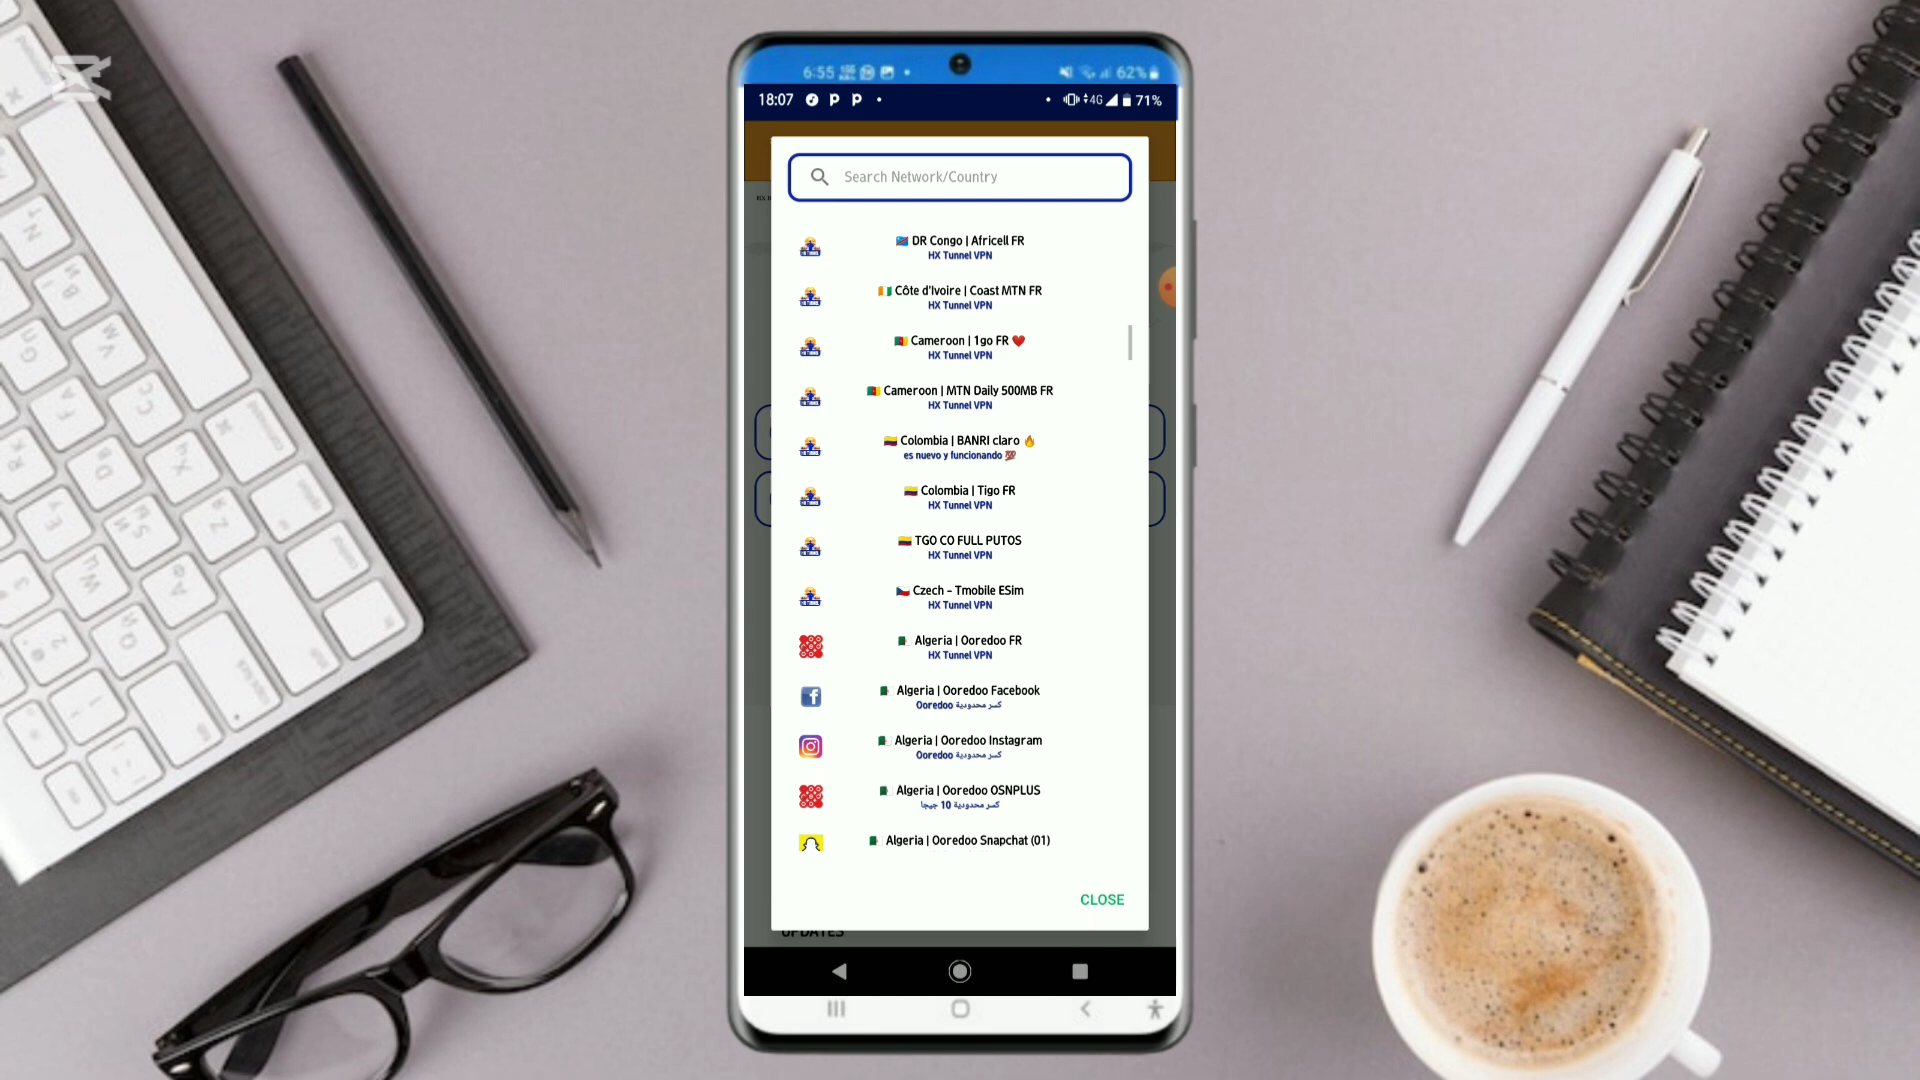 6:55
62%
18:07
4G
71%
Search Network/Country
🇨🇩 DR Congo | Africell FR
HX Tunnel VPN
🇨🇮 Côte d'Ivoire | Coast MTN FR
HX Tunnel VPN
🇨🇲 Cameroon | 1go FR ❤️
HX Tunnel VPN
🇨🇲 Cameroon | MTN Daily 500MB FR
HX Tunnel VPN
🇨🇴 Colombia | BANRI claro 🔥
es nuevo y funcionando 💯
🇨🇴 Colombia | Tigo FR
HX Tunnel VPN
🇨🇴 TGO CO FULL PUTOS
HX Tunnel VPN
🇨🇿 Czech - Tmobile ESim
HX Tunnel VPN
🇩🇿 Algeria | Ooredoo FR
HX Tunnel VPN
🇩🇿 Algeria | Ooredoo Facebook
كسر محدودية Ooredoo
🇩🇿 Algeria | Ooredoo Instagram
كسر محدودية Ooredoo
🇩🇿 Algeria | Ooredoo OSNPLUS
كسر محدودية 10 جيجا
🇩🇿 Algeria | Ooredoo Snapchat (01)
CLOSE
UPDATES